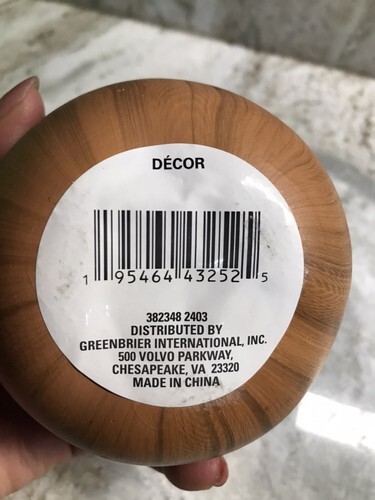 DÉCOR
1 95464 43252 5
382348 2403
DISTRIBUTED BY
GREENBRIER INTERNATIONAL, INC.
500 VOLVO PARKWAY,
CHESAPEAKE, VA 23320
MADE IN CHINA